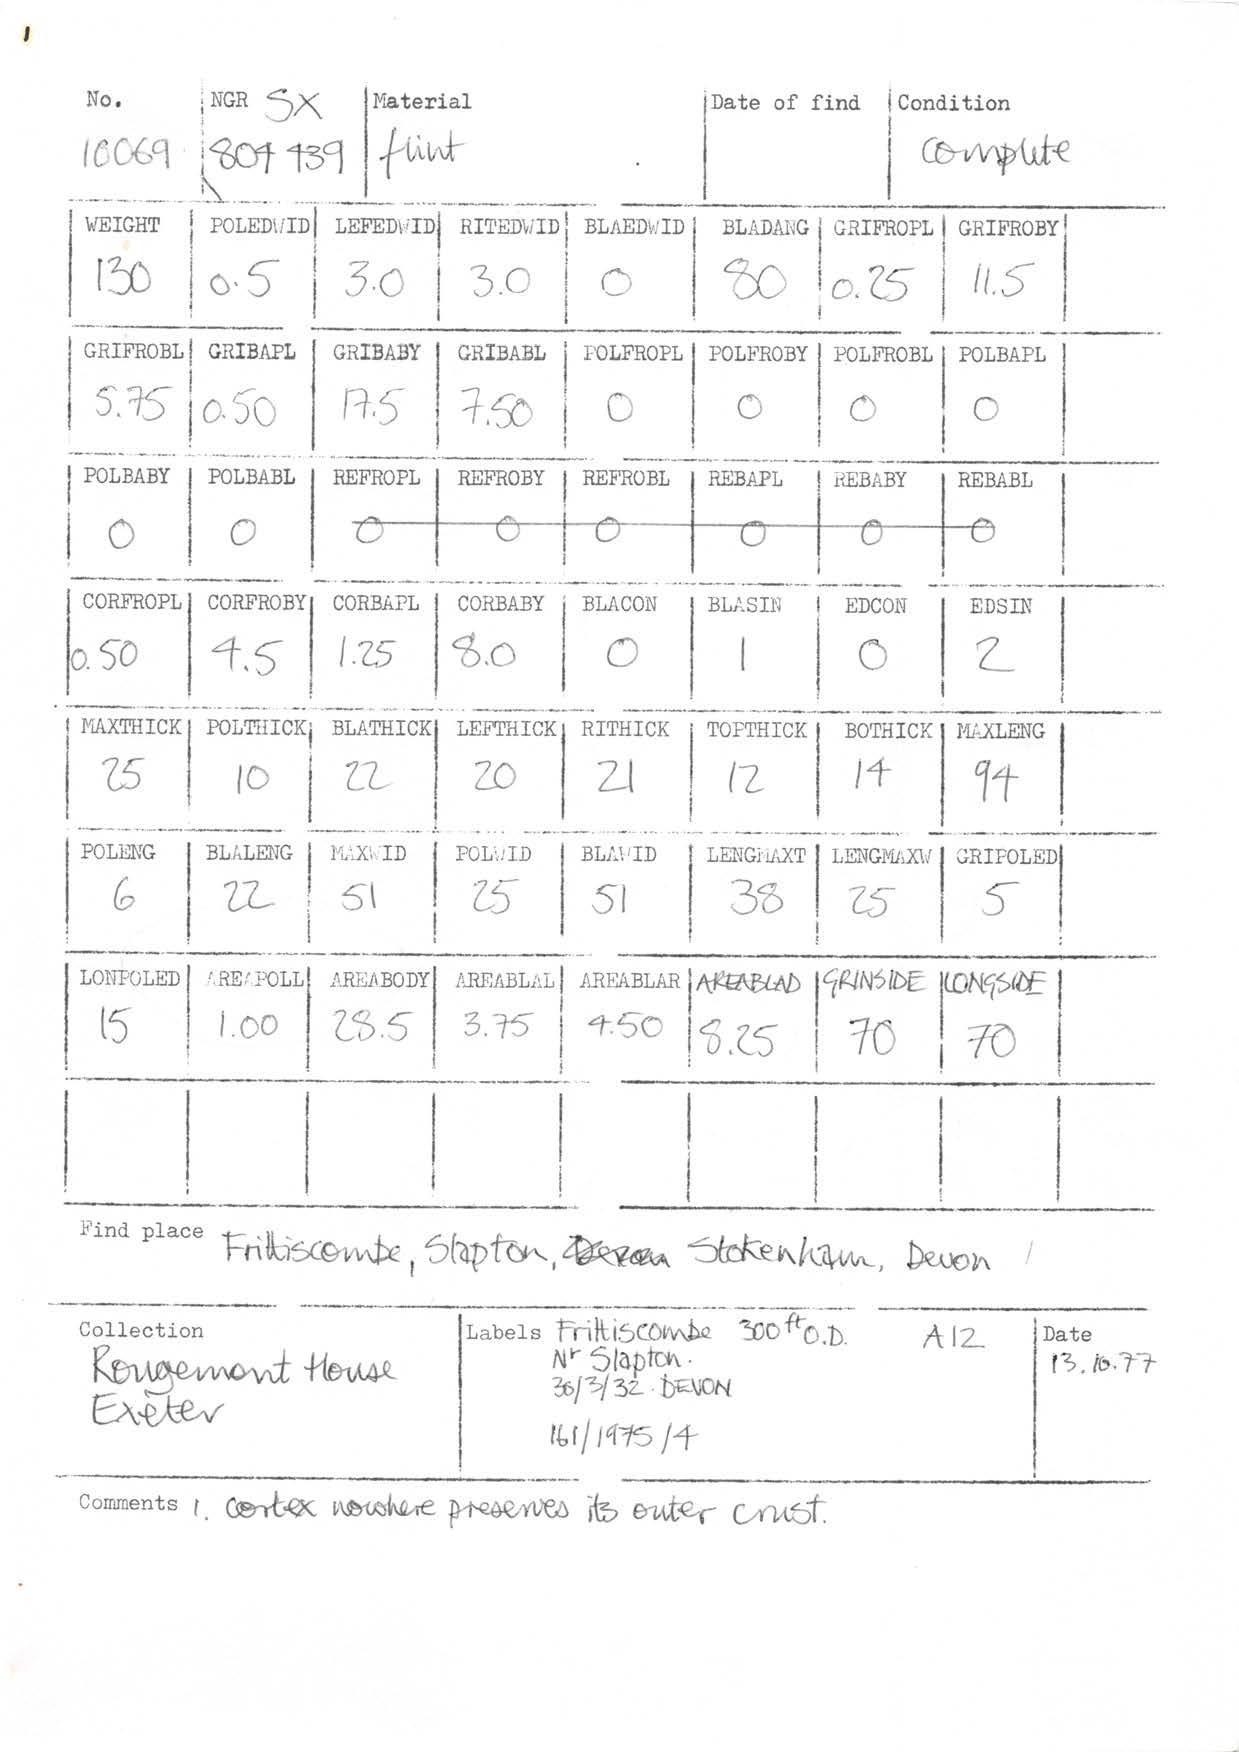 1
No. NGR SX Material Date of find Condition
10069 804 439 flint complete
WEIGHT POLEDWID LEFEDWID RITEDWID BLAEDWID BLADANG GRIFROPL GRIFROBY
130 0.5 3.0 3.0 0 80 0.25 11.5
GRIFROBL GRIBAPL GRIBABY GRIBABL POLFROPL POLFROBY POLFROBL POLBAPL
5.75 0.50 17.5 7.50 0 0 0 0
POLBABY POLBABL REFROPL REFROBY REFROBL REBAPL REBABY REBABL
0 0 0 0 0 0 0 0
CORFROPL CORFROBY CORBAPL CORBABY BLACON BLASIN EDCON EDSIN
0.50 4.5 1.25 8.0 0 1 0 2
MAXTHICK POLTHICK BLATHICK LEFTHICK RITHICK TOPTHICK BOTHICK MAXLENG
25 10 22 20 21 12 14 94
POLENG BLALENG MAXWID POLWID BLAWID LENGMAXT LENGMAXW GRIPOLED
6 22 51 25 51 38 25 5
LONPOLED AREAPOLL AREABODY AREABLAL AREABLAR AREABLAD GRINSIDE LONGSIDE
15 1.00 28.5 3.75 4.50 8.25 70 70
Find place Frittiscombe, Slapton, Devon Stokenham, Devon
Collection Labels Frittiscombe 300 ft O.D. A12 Date
Rougemont House Nr Slapton. 13.10.77
Exeter 30/3/32. DEVON
161/1975/4
Comments 1. cortex nowhere preserves its outer crust.